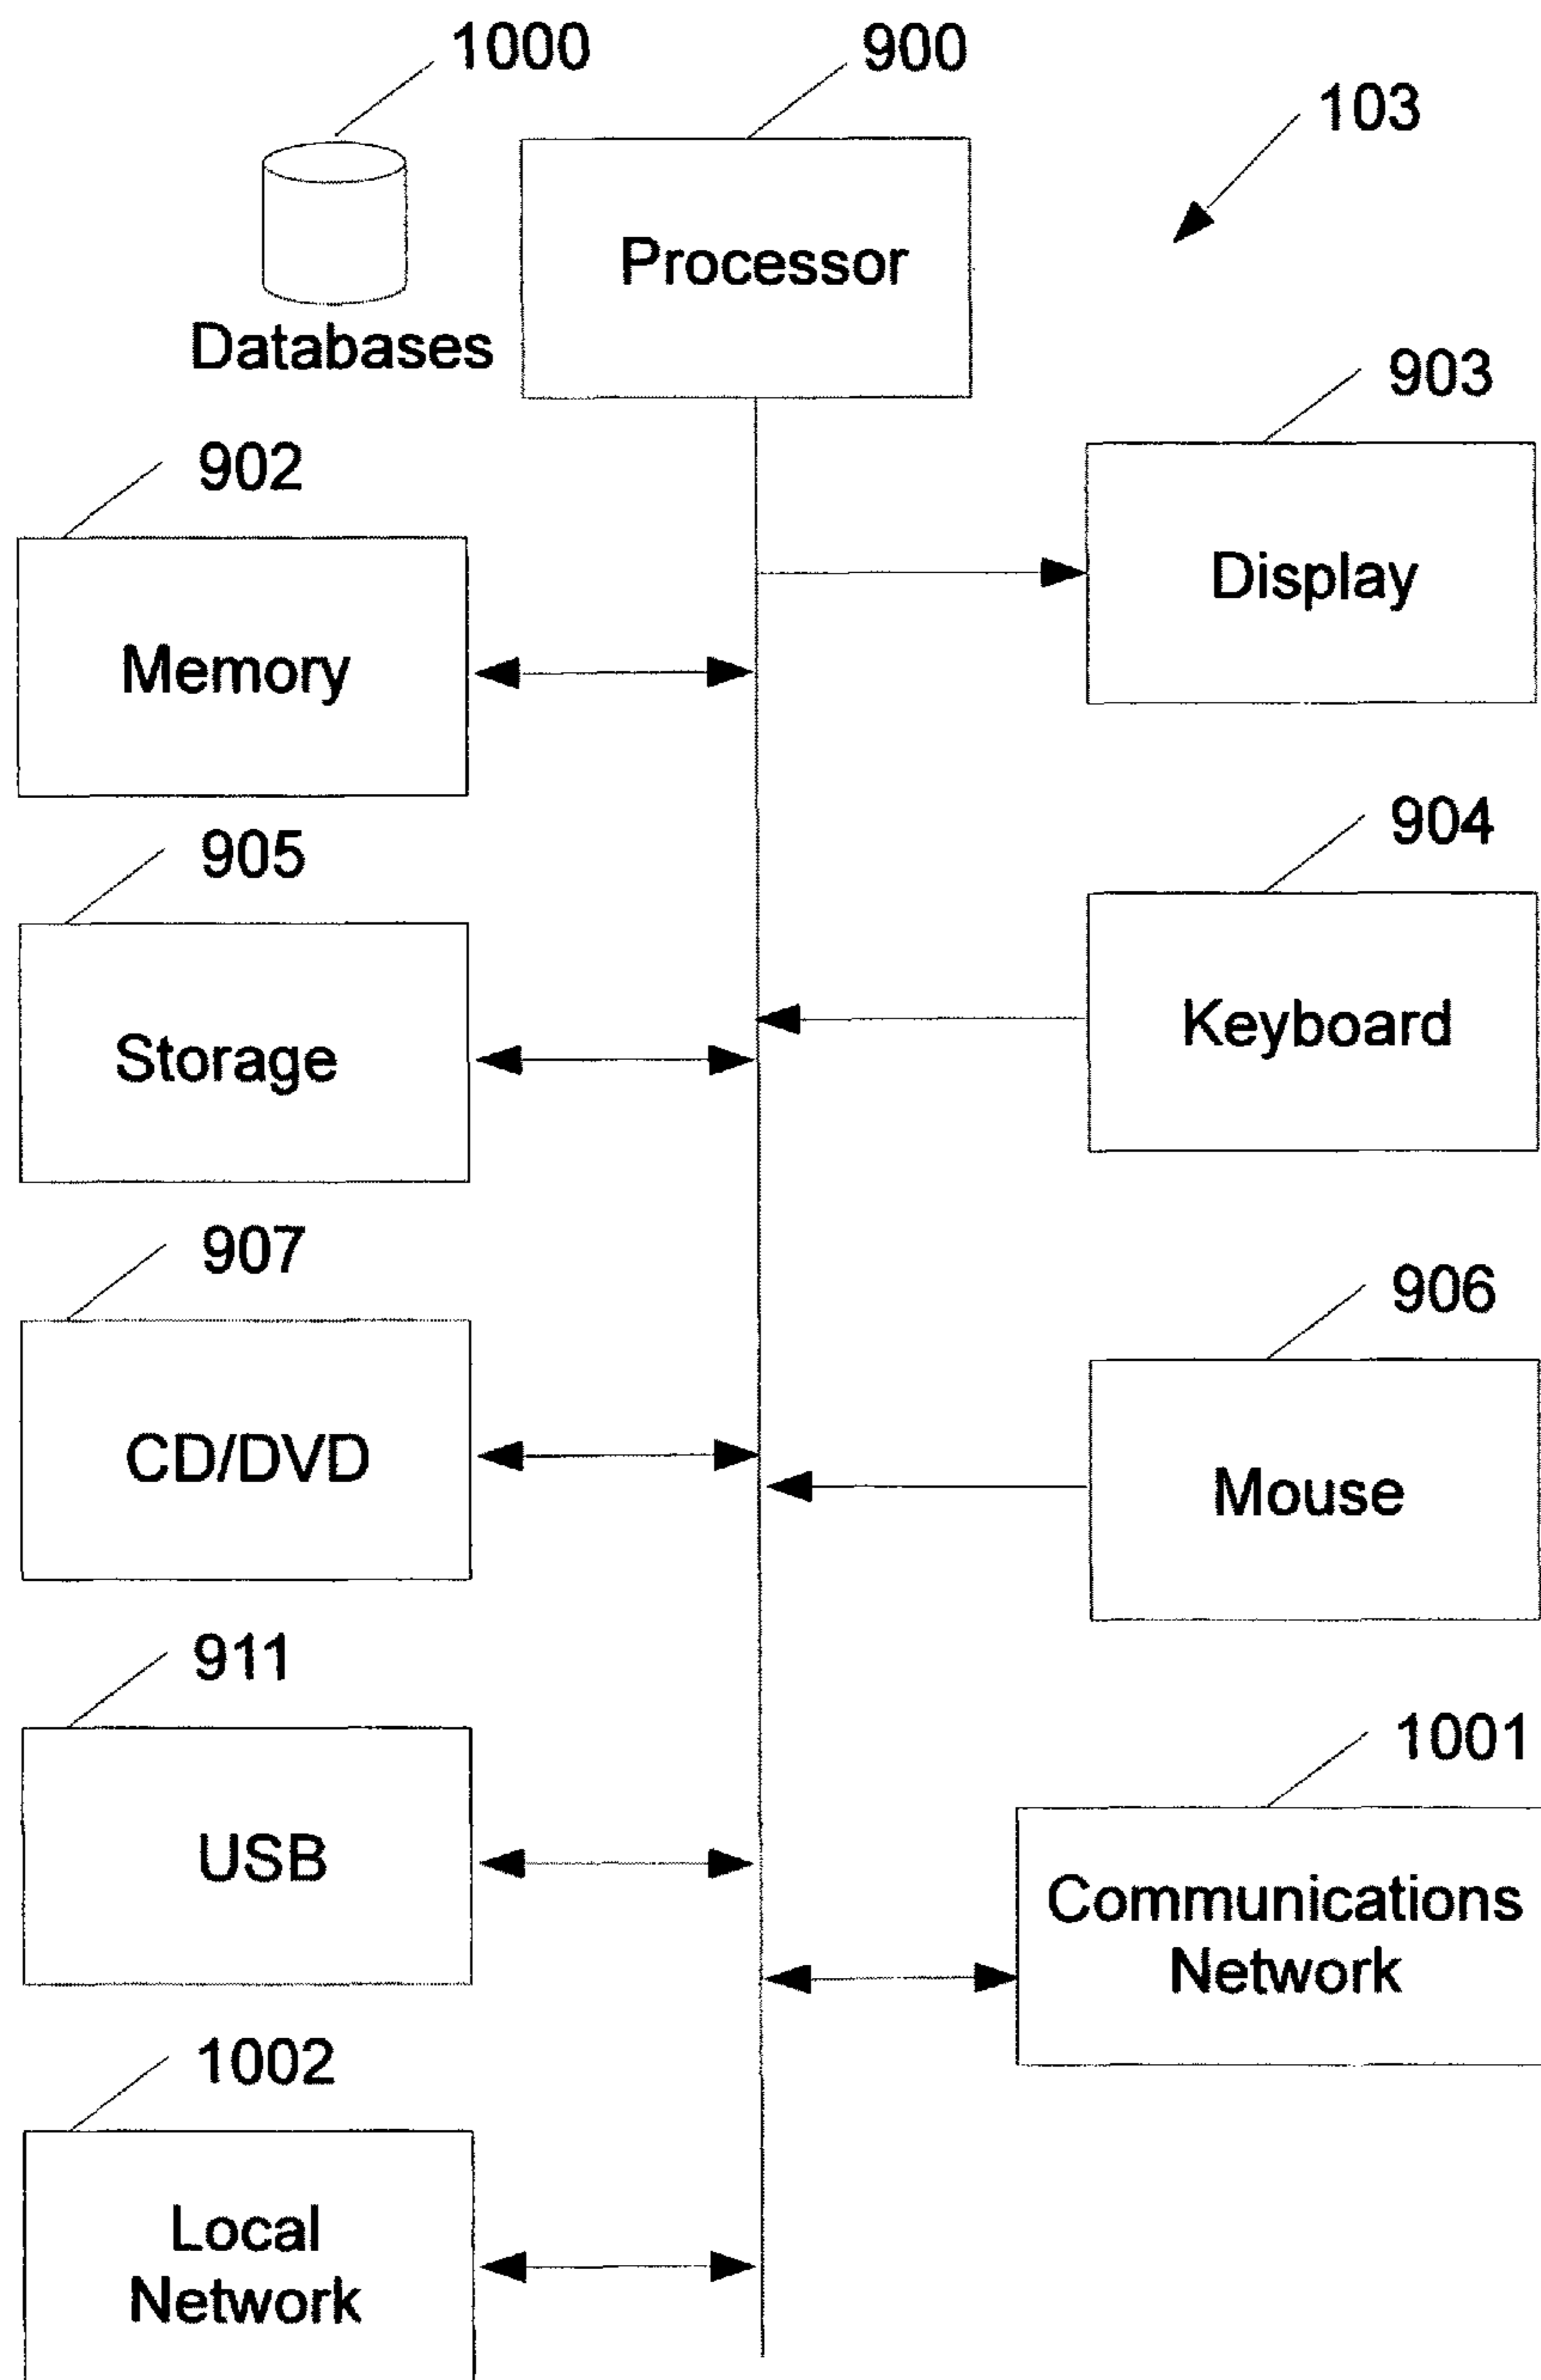 1000
900
103
Processor
Databases
903
902
Display
Memory
904
905
Keyboard
Storage
907
906
CD/DVD
Mouse
911
1001
USB
Communications
Network
1002
Local
Network